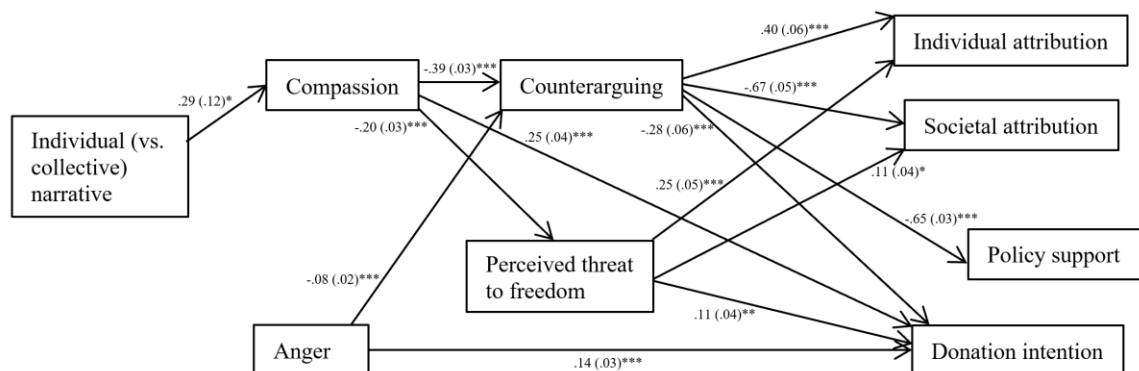 Individual attribution
.40 (.06)***
Compassion
-.39 (.03)***
Counterarguing
.29 (.12)*
-.67 (.05)***
Individual (vs.
collective)
narrative
-.20 (.03)***
.25 (.04)***
-.28 (.06)***
Societal attribution
.25 (.05)***
.11 (.04)*
-.65 (.03)***
Perceived threat
to freedom
Policy support
-.08 (.02)***
.11 (.04)**
Anger
.14 (.03)***
Donation intention